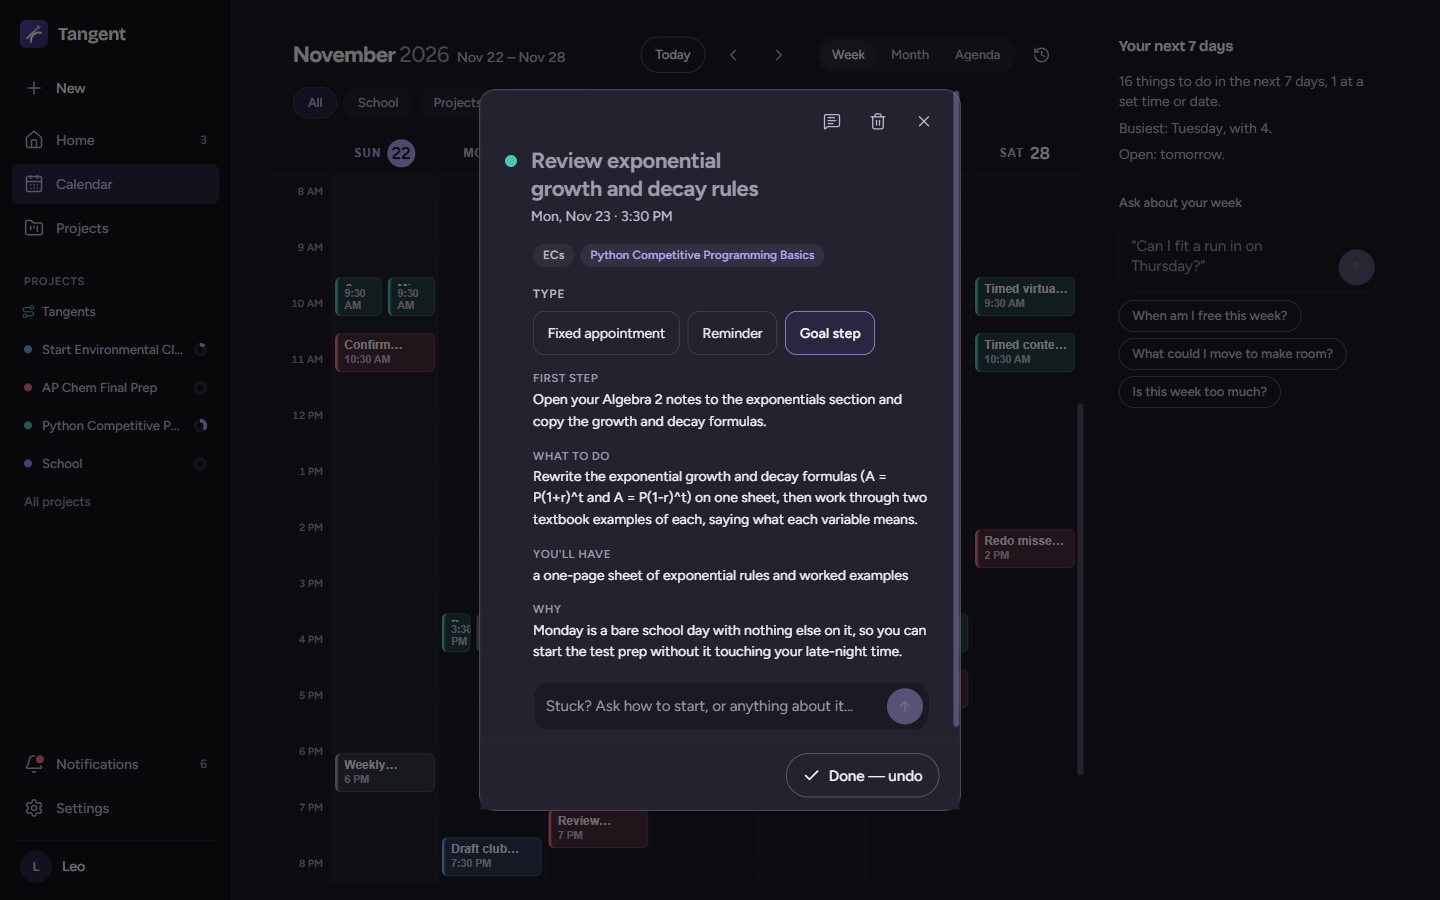 Tangent
New
Home 3
Calendar
Projects
PROJECTS
Tangents
Start Environmental Cl...
AP Chem Final Prep
Python Competitive P...
School
All projects
Notifications 6
Settings
L Leo
November 2026 Nov 22 – Nov 28
Today
Week Month Agenda
All School Projects
SUN 22
SAT 28
8 AM
9 AM
10 AM
11 AM
12 PM
1 PM
2 PM
3 PM
4 PM
5 PM
6 PM
7 PM
8 PM
9:30 AM
9:30 AM
Confirm...
10:30 AM
Weekly...
6 PM
3:30 PM
Draft club...
7:30 PM
Review...
7 PM
Timed virtua...
9:30 AM
Timed conte...
10:30 AM
Redo misse...
2 PM
Review exponential
growth and decay rules
Mon, Nov 23 · 3:30 PM
ECs Python Competitive Programming Basics
TYPE
Fixed appointment Reminder Goal step
FIRST STEP
Open your Algebra 2 notes to the exponentials section and
copy the growth and decay formulas.
WHAT TO DO
Rewrite the exponential growth and decay formulas (A =
P(1+r)^t and A = P(1-r)^t) on one sheet, then work through two
textbook examples of each, saying what each variable means.
YOU'LL HAVE
a one-page sheet of exponential rules and worked examples
WHY
Monday is a bare school day with nothing else on it, so you can
start the test prep without it touching your late-night time.
Stuck? Ask how to start, or anything about it...
Done — undo
Your next 7 days
16 things to do in the next 7 days, 1 at a
set time or date.
Busiest: Tuesday, with 4.
Open: tomorrow.
Ask about your week
"Can I fit a run in on
Thursday?"
When am I free this week?
What could I move to make room?
Is this week too much?